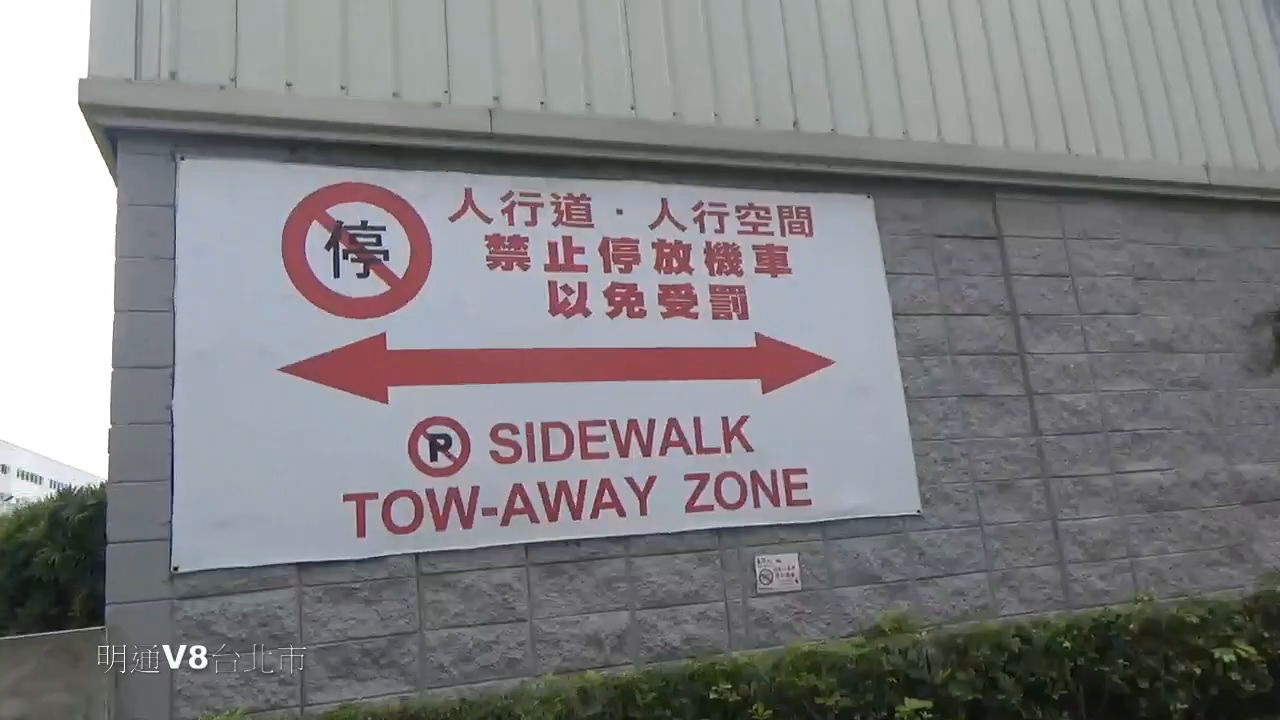 停
人行道·人行空間
禁止停放機車
以免受罰
P SIDEWALK
TOW-AWAY ZONE
明通V8台北市